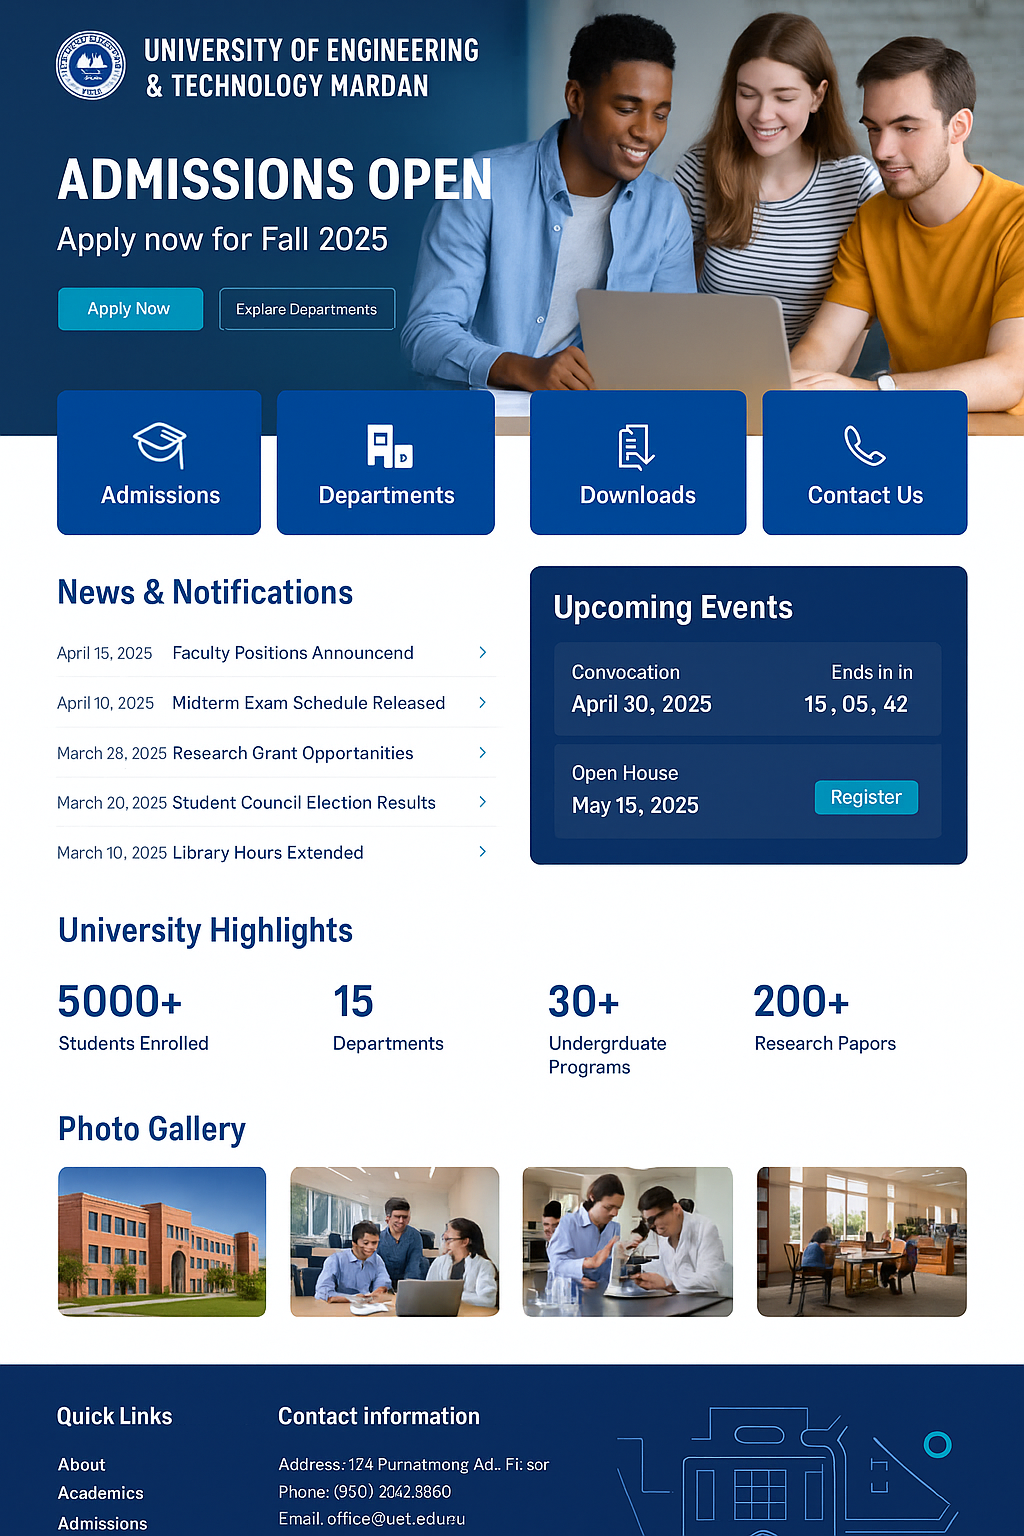 UNIVERSITY OF ENGINEERING
& TECHNOLOGY MARDAN
ADMISSIONS OPEN
Apply now for Fall 2025
Apply Now
Explare Departments
Admissions
Departments
Downloads
Contact Us
News & Notifications
April 15, 2025 Faculty Positions Announcend
April 10, 2025 Midterm Exam Schedule Released
March 28, 2025 Research Grant Opportanities
March 20, 2025 Student Council Election Results
March 10, 2025 Library Hours Extended
Upcoming Events
Convocation Ends in in
April 30, 2025 15, 05, 42
Open House
May 15, 2025
Register
University Highlights
5000+
Students Enrolled
15
Departments
30+
Undergrduate
Programs
200+
Research Papors
Photo Gallery
Quick Links
About
Academics
Admissions
Contact information
Address: 124 Purnatmong Ad.. Fi: sor
Phone: (950) 2042.8860
Email. office@uet.